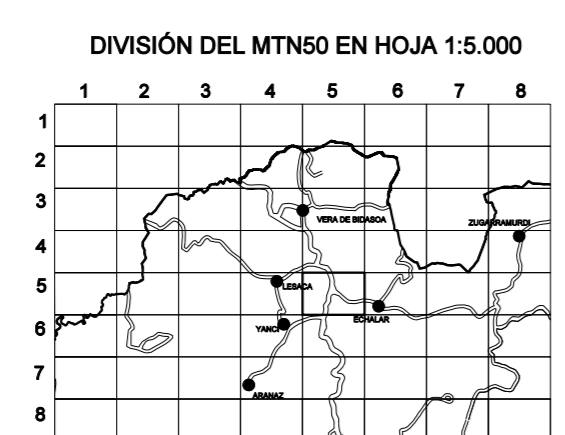 DIVISIÓN DEL MTN50 EN HOJA 1:5.000
1 2 3 4 5 6 7 8
1
2
3
VERA DE BIDASOA
ZUGARRAMURDI
4
5
LESACA
ECHALAR
6
YANCI
7
ARANAZ
8